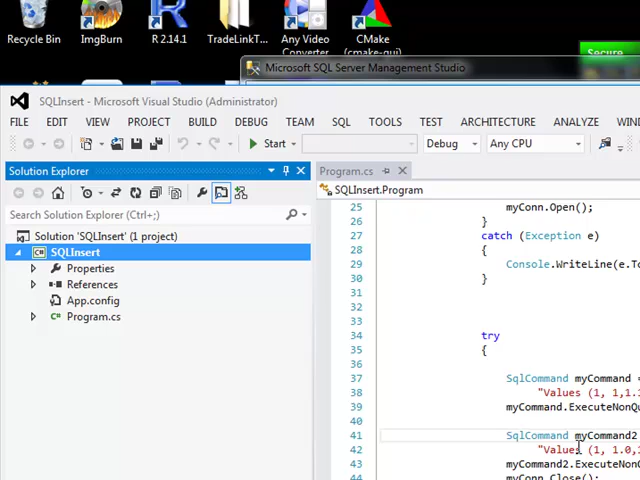 Recycle Bin
ImgBurn
R 2.14.1
TradeLinkT...
Any Video
Converter
CMake
(cmake-gui)
Secure
Microsoft SQL Server Management Studio
SQLInsert - Microsoft Visual Studio (Administrator)
FILE EDIT VIEW PROJECT BUILD DEBUG TEAM SQL TOOLS TEST ARCHITECTURE ANALYZE WIN
Start Debug Any CPU
Solution Explorer
Program.cs
SQLInsert.Program
Search Solution Explorer (Ctrl+;)
Solution 'SQLInsert' (1 project)
SQLInsert
Properties
References
App.config
C# Program.cs
25 myConn.Open();
26 }
27 catch (Exception e)
28 {
29 Console.WriteLine(e.To
30 }
31
32
33
34 try
35 {
36
37 SqlCommand myCommand =
38 "Values (1, 1,1.
39 myCommand.ExecuteNonQu
40
41 SqlCommand myCommand2
42 "Values (1, 1.0,1
43 myCommand2.ExecuteNon
44 myConn.Close();